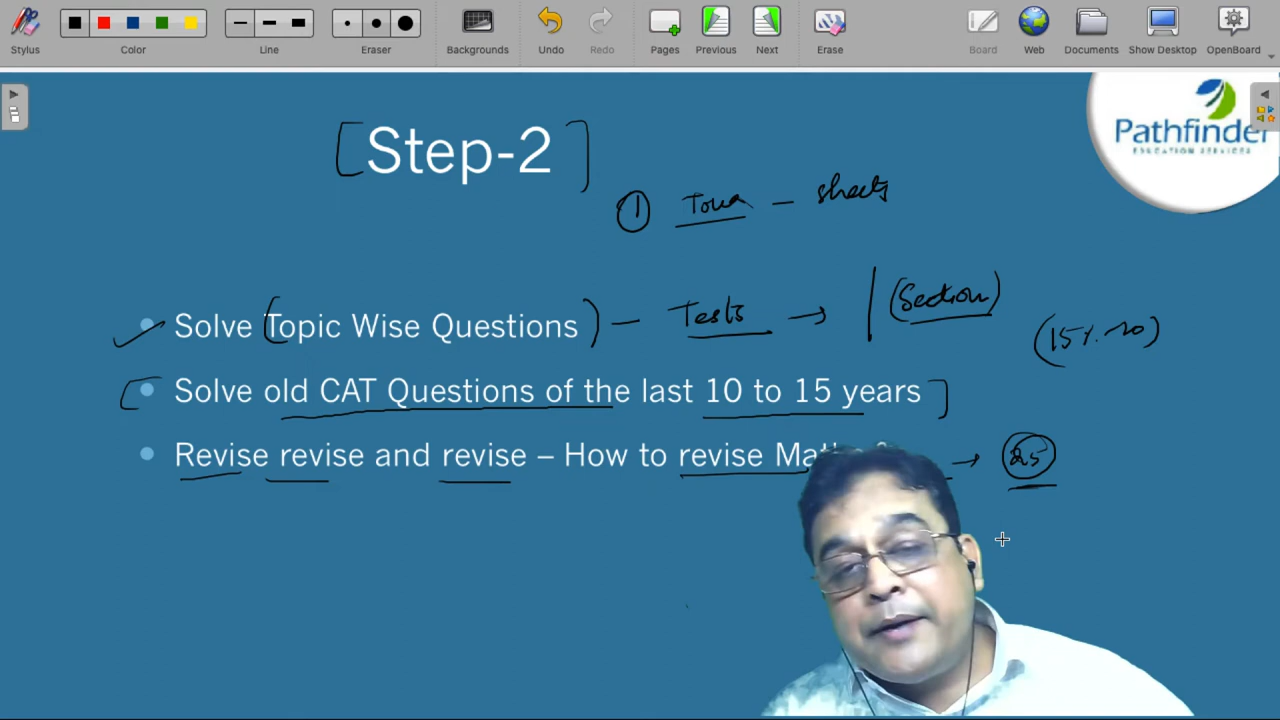 Stylus Color Line Eraser Backgrounds Undo Redo Pages Previous Next Erase Board Web Documents Show Desktop OpenBoard
Pathfinder
EDUCATION SERVICES
[Step-2]
① - sheets
• Solve (Topic Wise Questions) - Tests → | (Section)
(15% 20)
[• Solve old CAT Questions of the last 10 to 15 years]
• Revise revise and revise – How to revise → 25